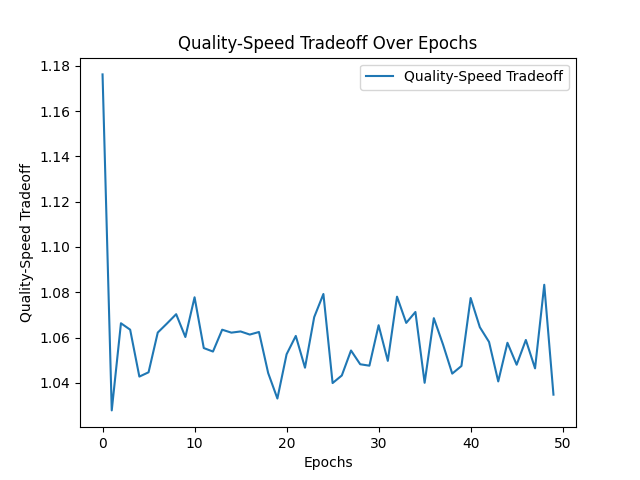 Quality-Speed Tradeoff Over Epochs
Quality-Speed Tradeoff
Quality-Speed Tradeoff
1.18
1.16
1.14
1.12
1.10
1.08
1.06
1.04
0 10 20 30 40 50
Epochs